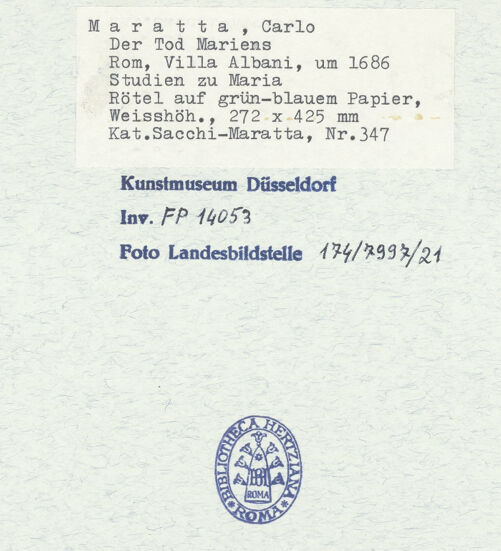 M a r a t t a , Carlo
Der Tod Mariens
Rom, Villa Albani, um 1686
Studien zu Maria
Rötel auf grün-blauem Papier,
Weisshöh., 272 x 425 mm
Kat.Sacchi-Maratta, Nr.347
Kunstmuseum Düsseldorf
Inv. FP 14053
Foto Landesbildstelle 174/7997/21
BIBLIOTHECA HERTZIANA
BH
ROMA
ROMA